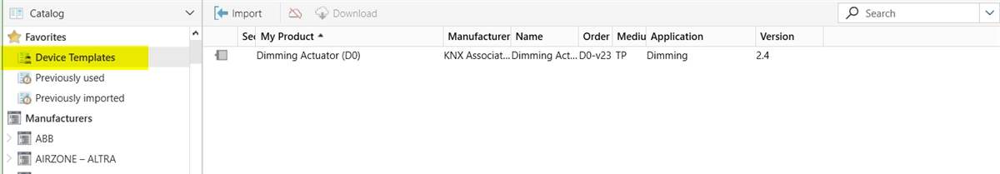 Catalog
Import
Download
Search
Favorites
Device Templates
Previously used
Previously imported
Manufacturers
ABB
AIRZONE – ALTRA
Sec My Product Manufacturer Name Order Mediu Application Version
Dimming Actuator (D0) KNX Associat... Dimming Act... D0-v23 TP Dimming 2.4